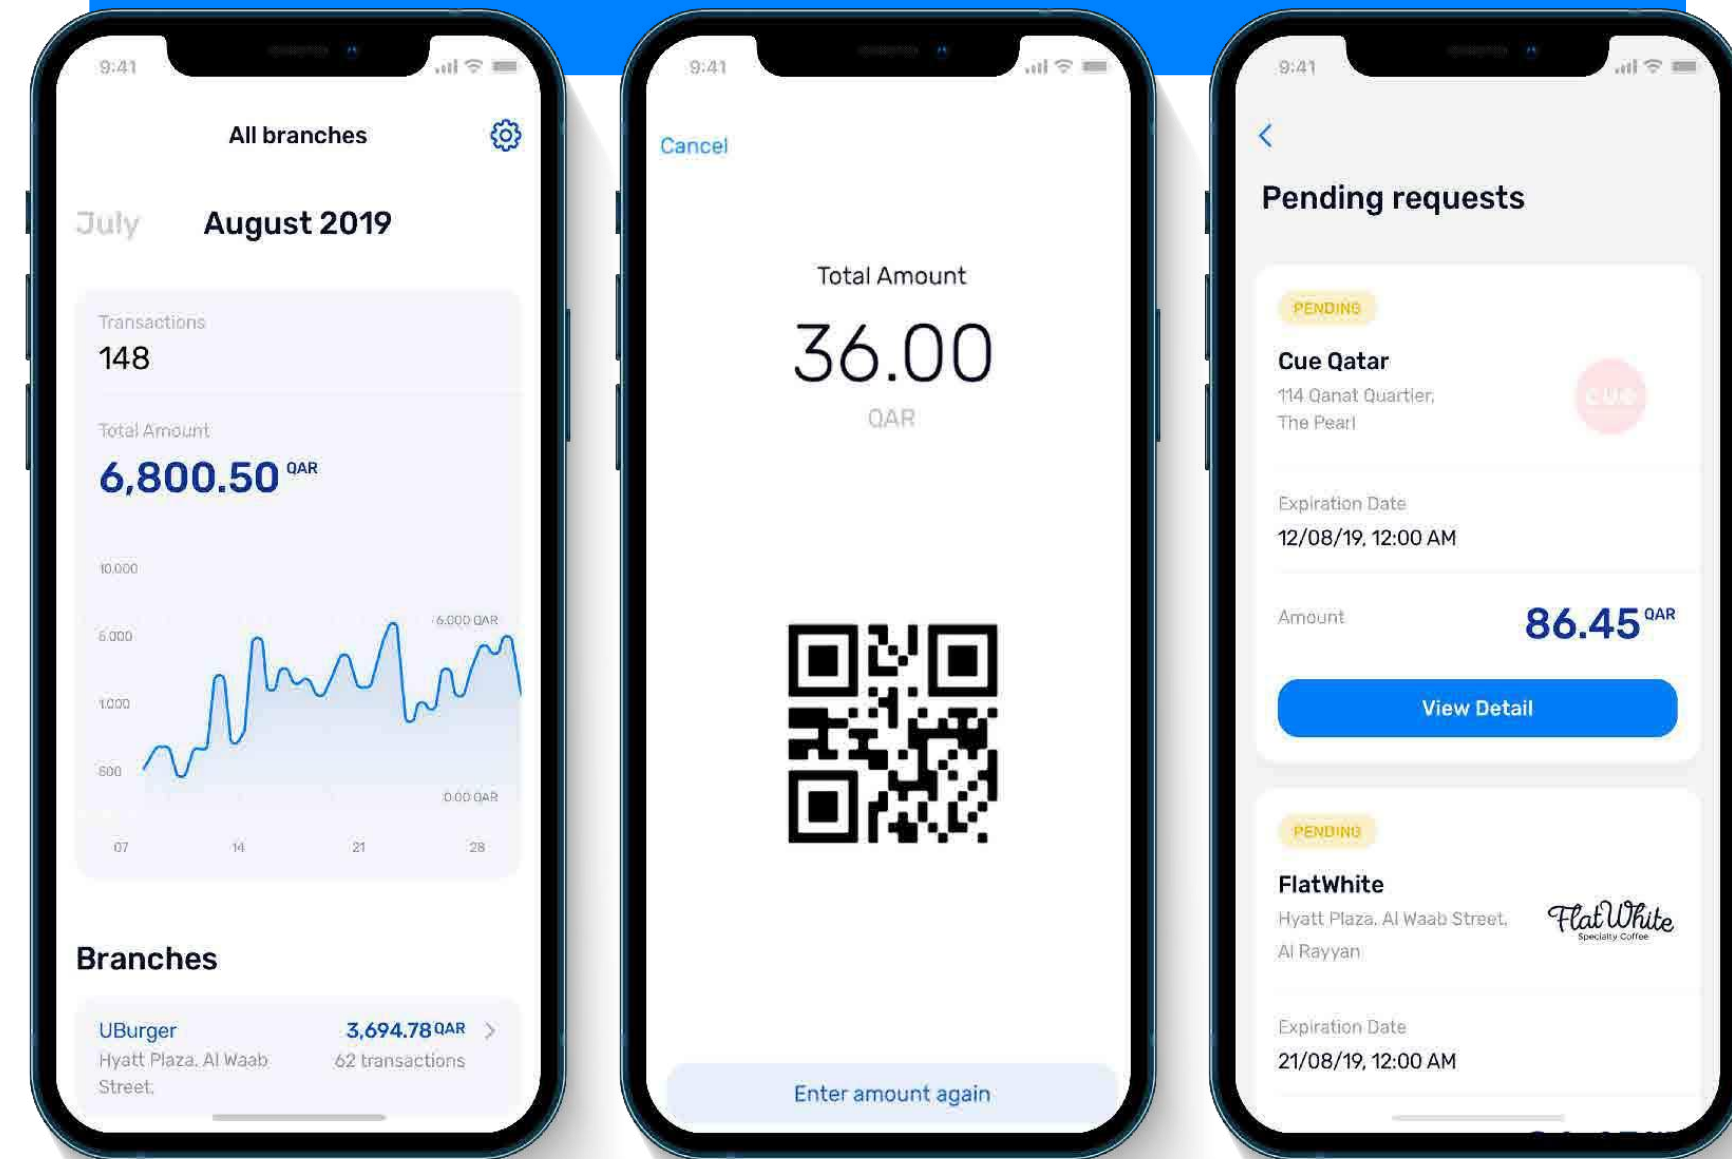 9:41
All branches
July August 2019
Transactions
148
Total Amount
6,800.50 QAR
10,000
6.000 QAR
5.000
1.000
500
0.00 QAR
07 14 21 28
Branches
UBurger 3,694.78 QAR
Hyatt Plaza, Al Waab 62 transactions
Street,
9:41
Cancel
Total Amount
36.00
QAR
Enter amount again
9:41
Pending requests
PENDING
Cue Qatar
114 Qanat Quartier,
The Pearl
cue
Expiration Date
12/08/19, 12:00 AM
Amount 86.45 QAR
View Detail
PENDING
FlatWhite
Hyatt Plaza, Al Waab Street,
Al Rayyan
FlatWhite
Specialty Coffee
Expiration Date
21/08/19, 12:00 AM